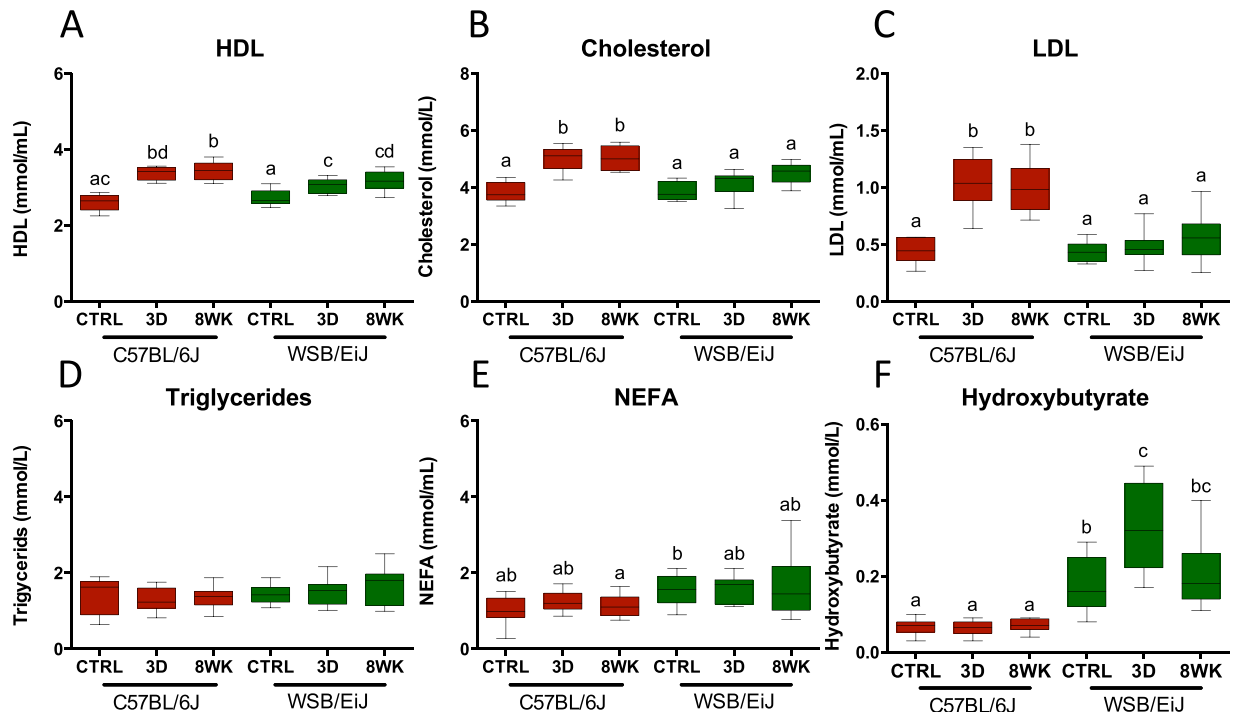 A
HDL
HDL (mmol/mL)
6
4
2
0
ac
bd
b
a
c
cd
CTRL 3D 8WK CTRL 3D 8WK
C57BL/6J WSB/EiJ
B
Cholesterol
Cholesterol (mmol/L)
8
6
4
2
0
a
b
b
a
a
a
CTRL 3D 8WK CTRL 3D 8WK
C57BL/6J WSB/EiJ
C
LDL
LDL (mmol/mL)
2.0
1.5
1.0
0.5
0.0
a
b
b
a
a
a
CTRL 3D 8WK CTRL 3D 8WK
C57BL/6J WSB/EiJ
D
Triglycerides
Trigycerids (mmol/L)
6
4
2
0
CTRL 3D 8WK CTRL 3D 8WK
C57BL/6J WSB/EiJ
E
NEFA
NEFA (mmol/mL)
6
4
2
0
ab
ab
a
b
ab
ab
CTRL 3D 8WK CTRL 3D 8WK
C57BL/6J WSB/EiJ
F
Hydroxybutyrate
Hydroxybutyrate (mmol/L)
0.6
0.4
0.2
0.0
a
a
a
b
c
bc
CTRL 3D 8WK CTRL 3D 8WK
C57BL/6J WSB/EiJ